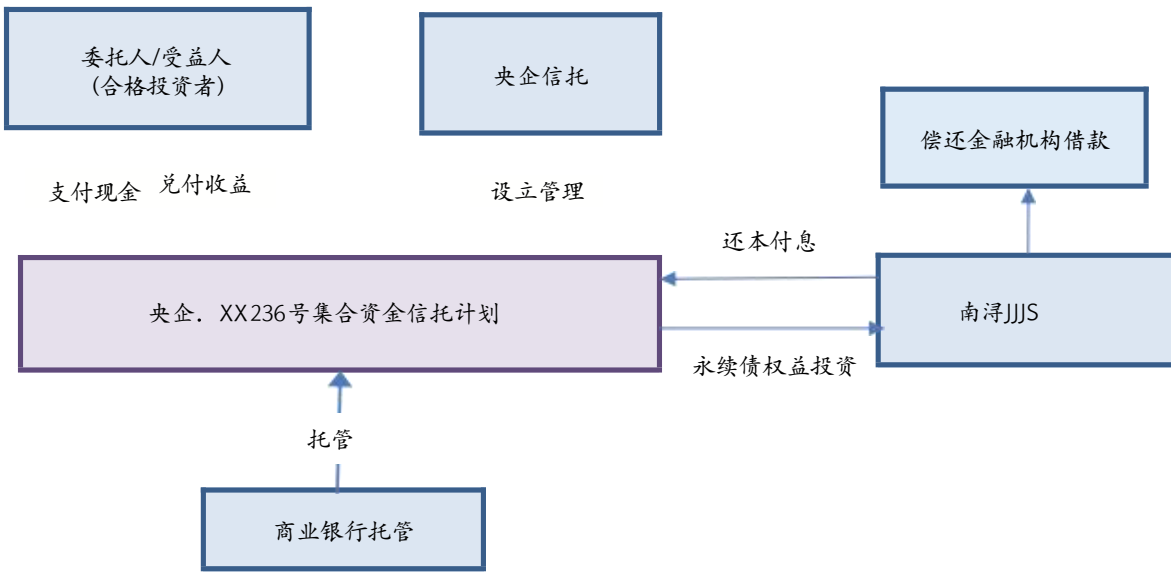 委托人/受益人
(合格投资者)
央企信托
偿还金融机构借款
支付现金 兑付收益
设立管理
还本付息
央企．XX236号集合资金信托计划
南浔JJJS
永续债权益投资
托管
商业银行托管